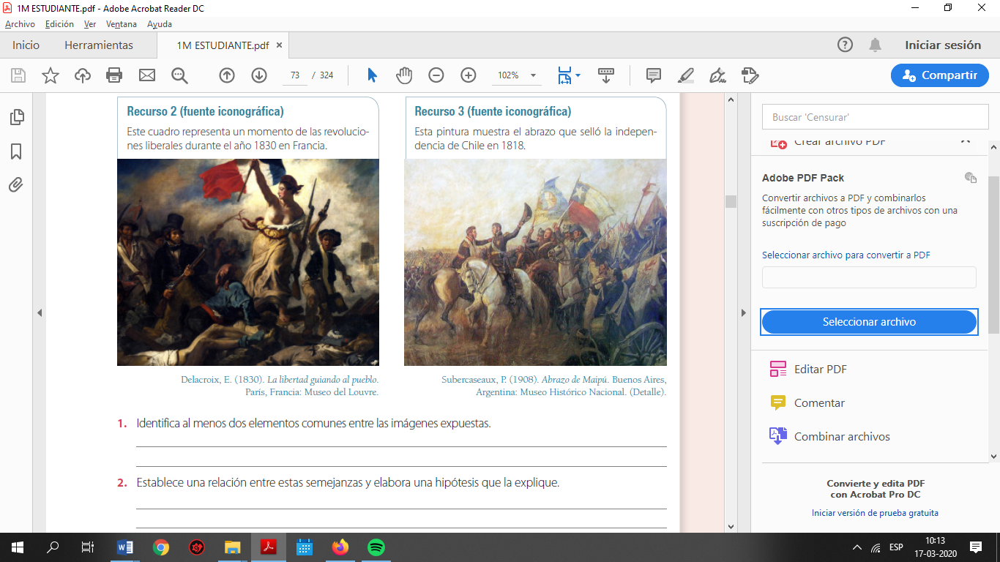 1M ESTUDIANTE.pdf - Adobe Acrobat Reader DC
Archivo Edición Ver Ventana Ayuda
Inicio Herramientas 1M ESTUDIANTE.pdf × Iniciar sesión
73 / 324 102% Compartir
Recurso 2 (fuente iconográfica)
Este cuadro representa un momento de las revolucio-
nes liberales durante el año 1830 en Francia.
Delacroix, E. (1830). La libertad guiando al pueblo.
París, Francia: Museo del Louvre.
Recurso 3 (fuente iconográfica)
Esta pintura muestra el abrazo que selló la indepen-
dencia de Chile en 1818.
Subercaseaux, P. (1908). Abrazo de Maipú. Buenos Aires,
Argentina: Museo Histórico Nacional. (Detalle).
1. Identifica al menos dos elementos comunes entre las imágenes expuestas.
2. Establece una relación entre estas semejanzas y elabora una hipótesis que la explique.
Buscar 'Censurar'
Crear archivo PDF
Adobe PDF Pack
Convertir archivos a PDF y combinarlos
fácilmente con otros tipos de archivos con una
suscripción de pago
Seleccionar archivo para convertir a PDF
Seleccionar archivo
Editar PDF
Comentar
Combinar archivos
Convierte y edita PDF
con Acrobat Pro DC
Iniciar versión de prueba gratuita
ESP
10:13
17-03-2020